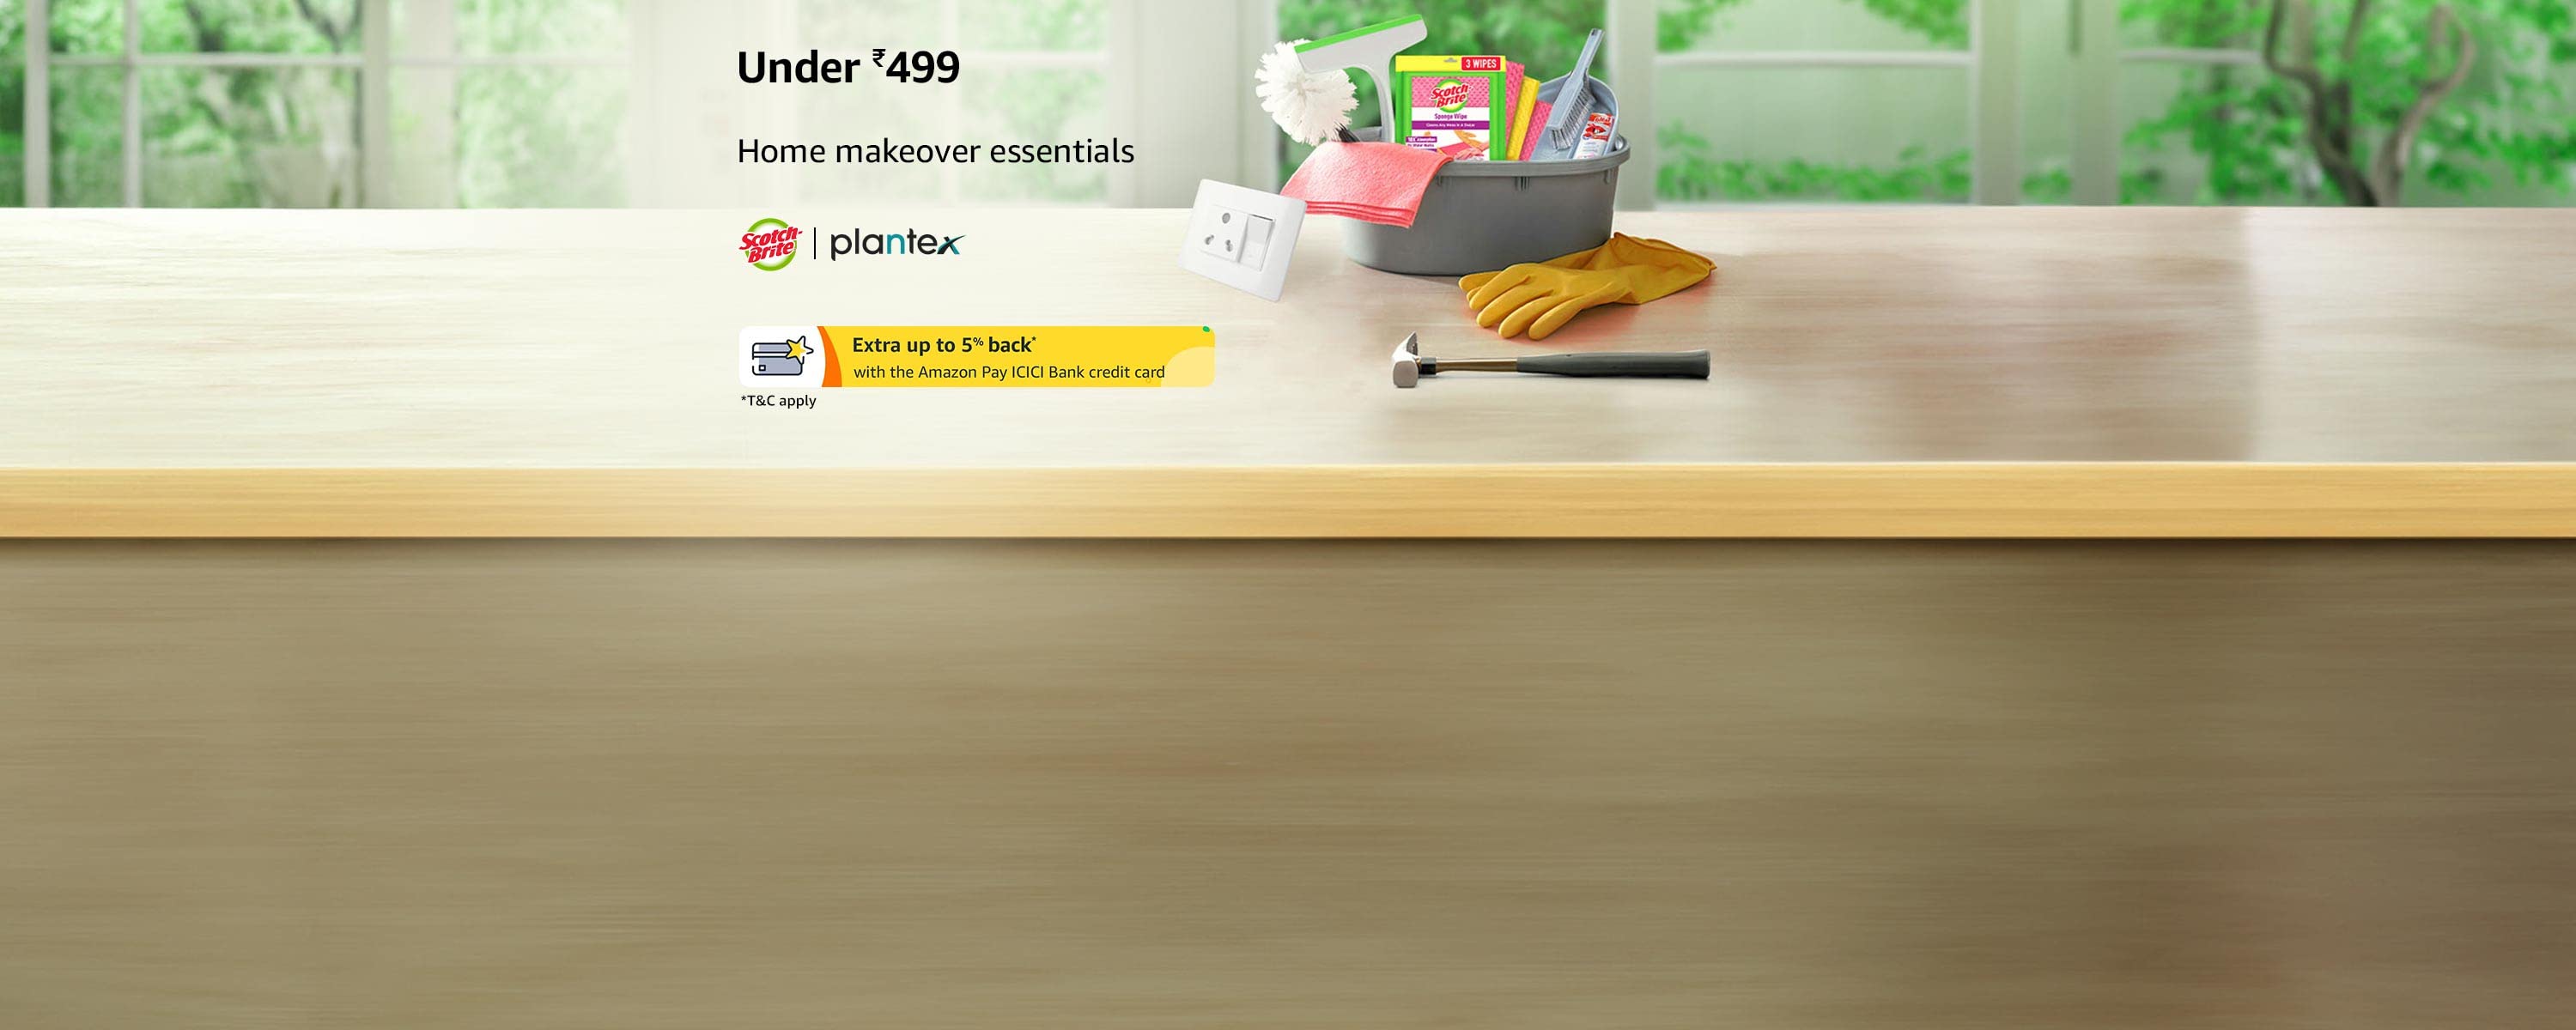 Under ₹499
Home makeover essentials
Scotch-Brite | plantex
Extra up to 5% back*
with the Amazon Pay ICICI Bank credit card
*T&C apply
3 WIPES
Scotch
Brite
Sponge Wipe